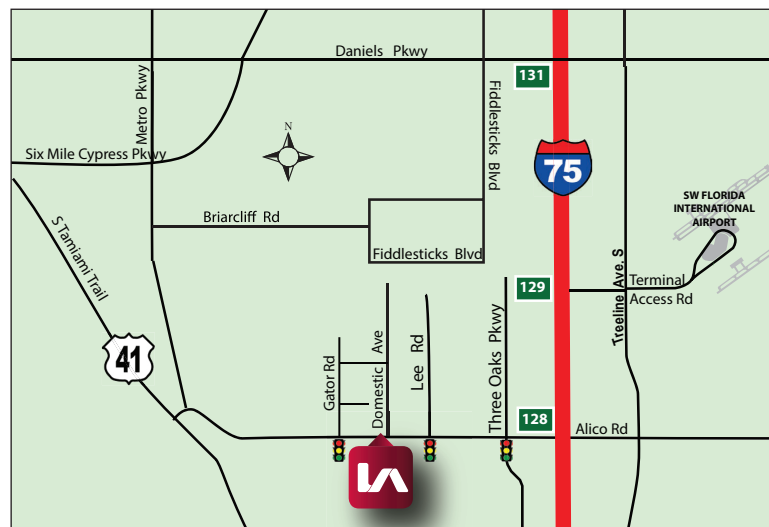 Daniels Pkwy
131
Metro Pkwy
Fiddlesticks Blvd
N
Six Mile Cypress Pkwy
75
SW FLORIDA
INTERNATIONAL
AIRPORT
Briarcliff Rd
S Tamiami Trail
Fiddlesticks Blvd
Treeline Ave, S
Terminal
Access Rd
129
41
Gator Rd
Domestic Ave
Lee Rd
Three Oaks Pkwy
128
Alico Rd
LA